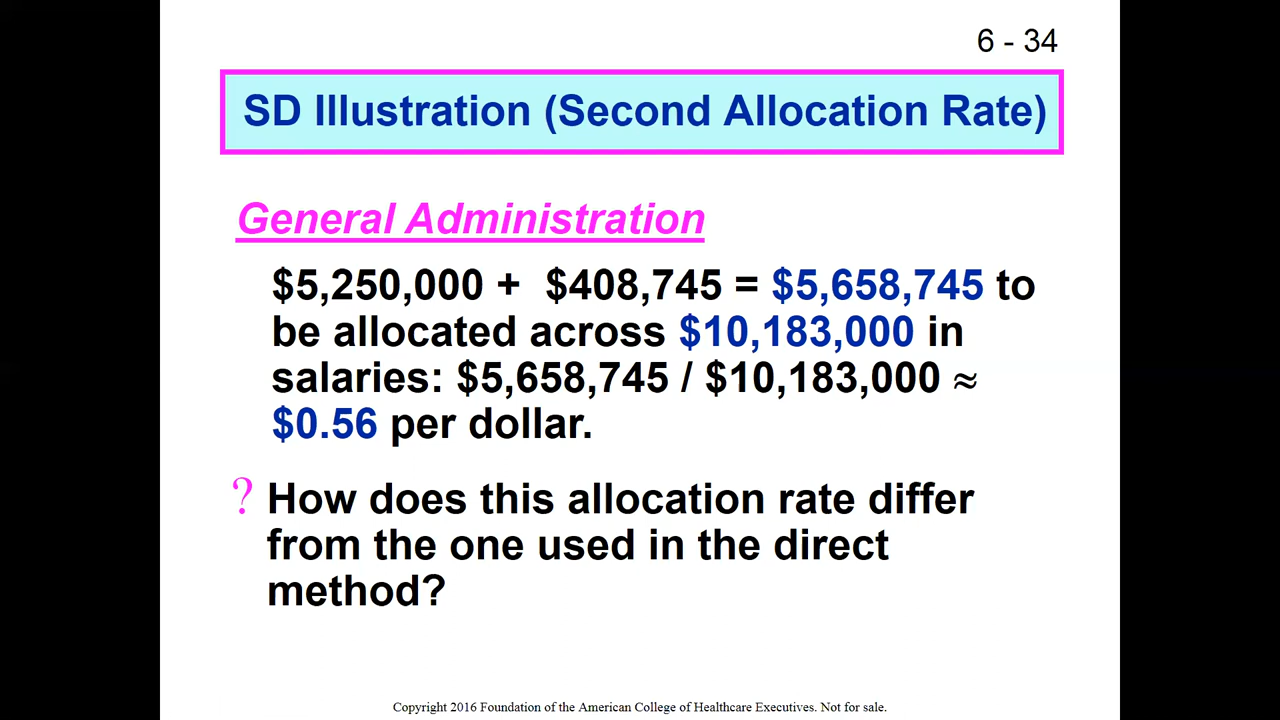 6 - 34
SD Illustration (Second Allocation Rate)
General Administration
$5,250,000 + $408,745 = $5,658,745 to
be allocated across $10,183,000 in
salaries: $5,658,745 / $10,183,000 ≈
$0.56 per dollar.
? How does this allocation rate differ
from the one used in the direct
method?
Copyright 2016 Foundation of the American College of Healthcare Executives. Not for sale.